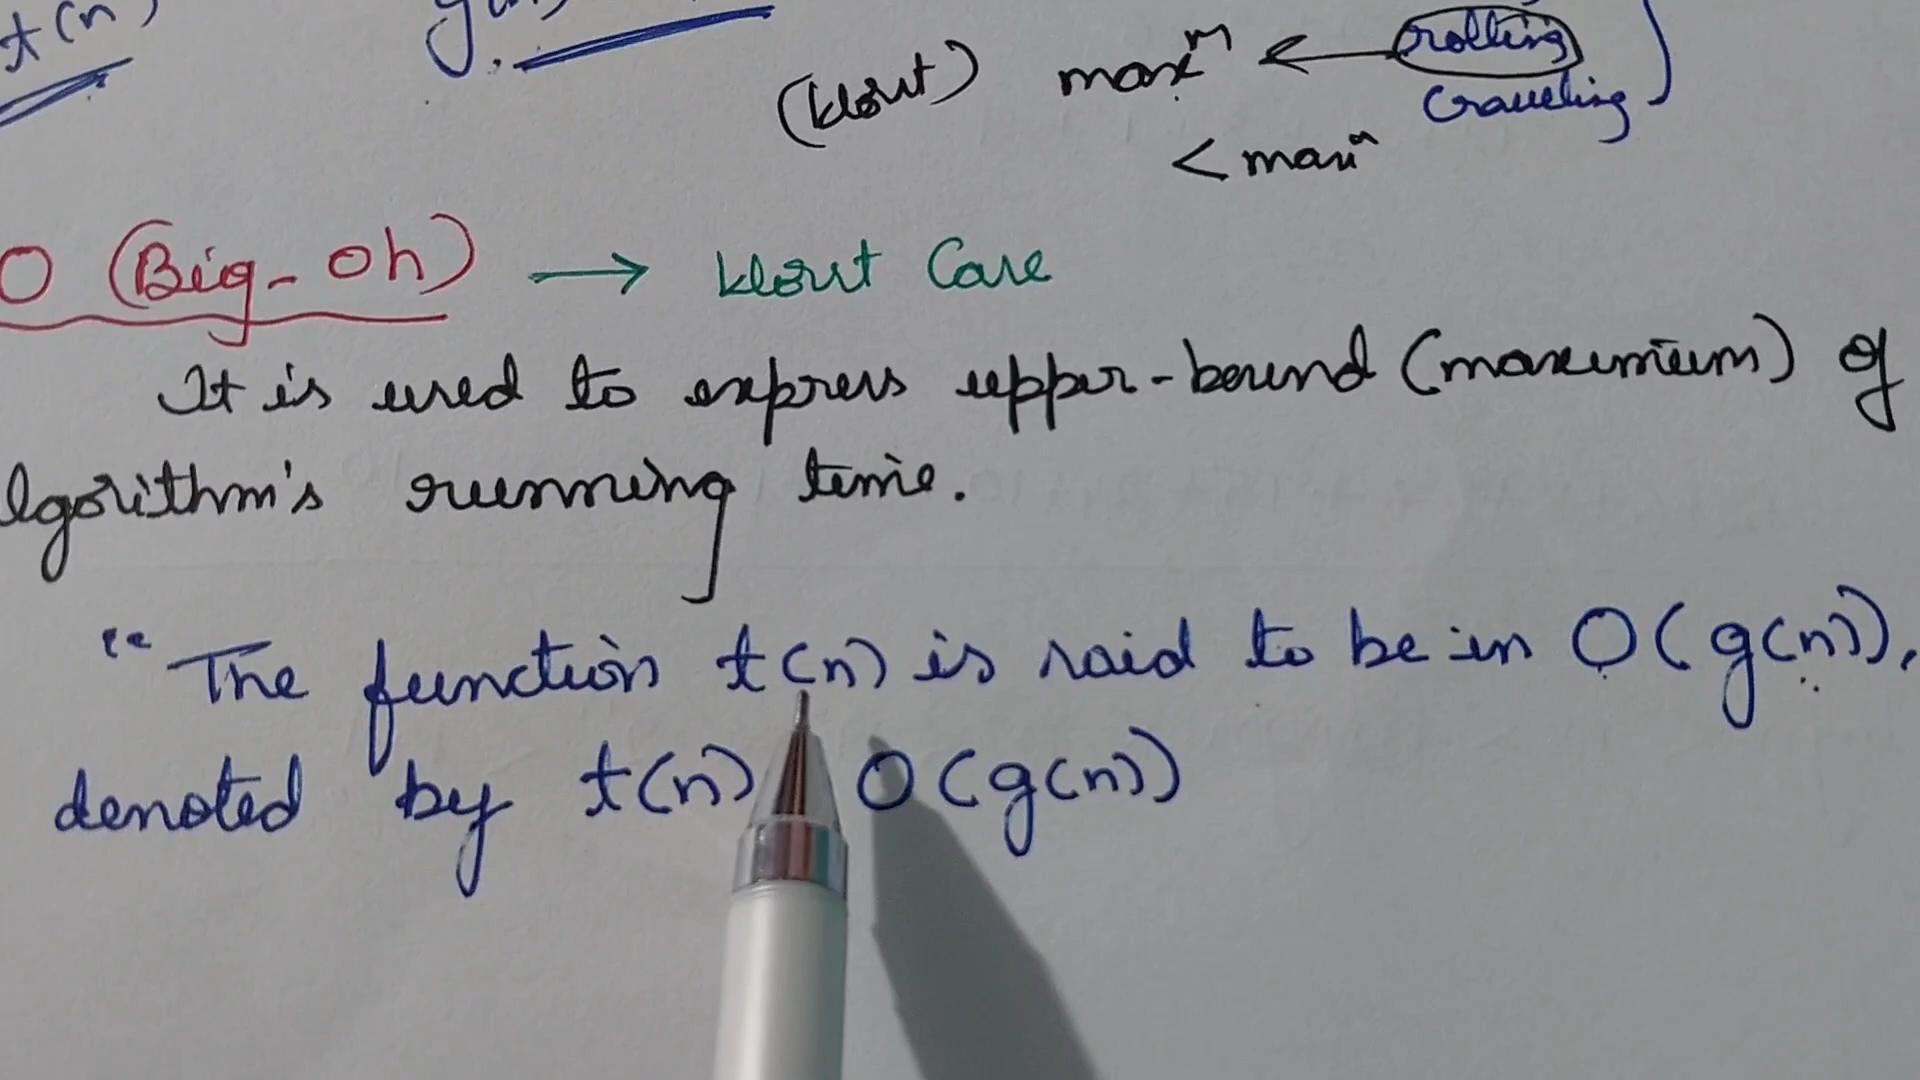 t(n)
(worst) max^m ← rolling
crawling
< max^m
O (Big-Oh) → Worst Case
It is used to express upper-bound (maximum) of
lgorithm's running time.
"The function t(n) is said to be in O(g(n)),
denoted by t(n) O(g(n))